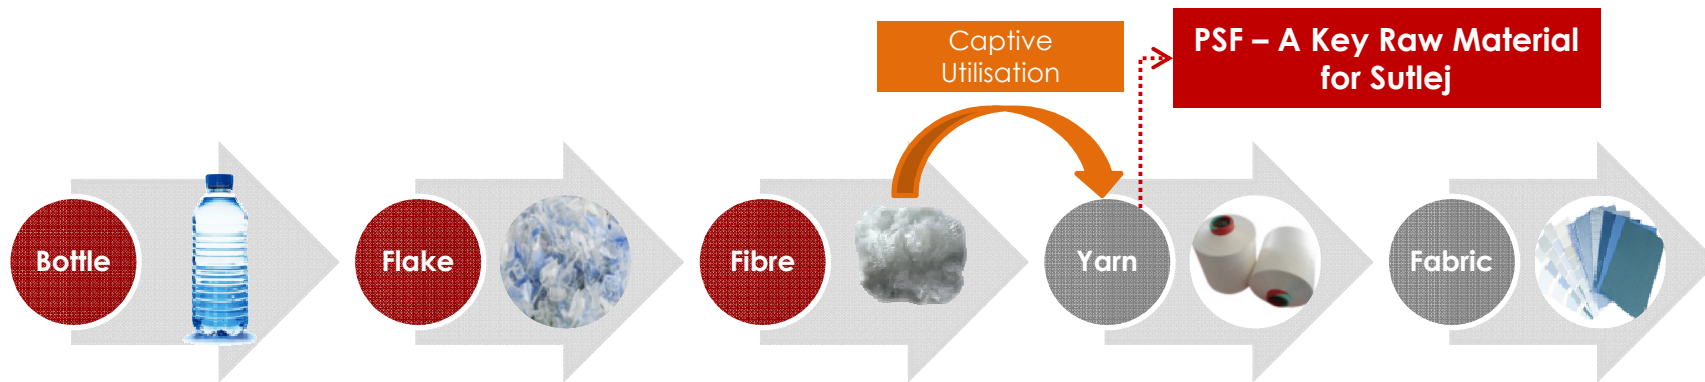 Captive
Utilisation
PSF – A Key Raw Material
for Sutlej
Bottle
Flake
Fibre
Yarn
Fabric